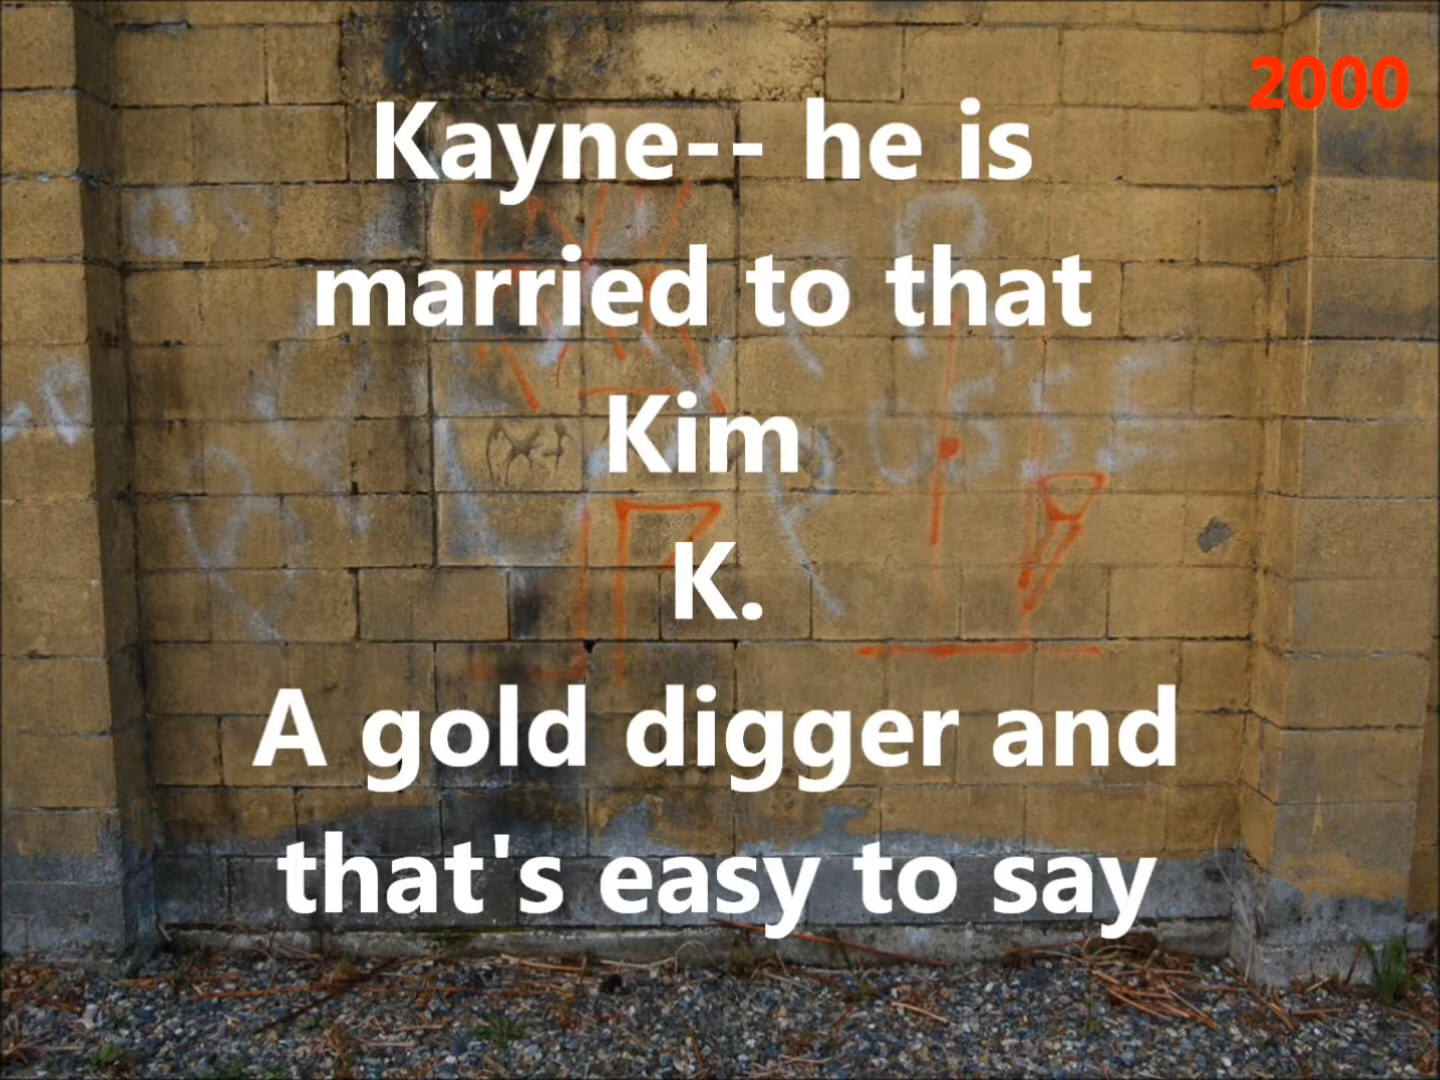 2000
Kayne-- he is
married to that
Kim
K.
A gold digger and
that's easy to say